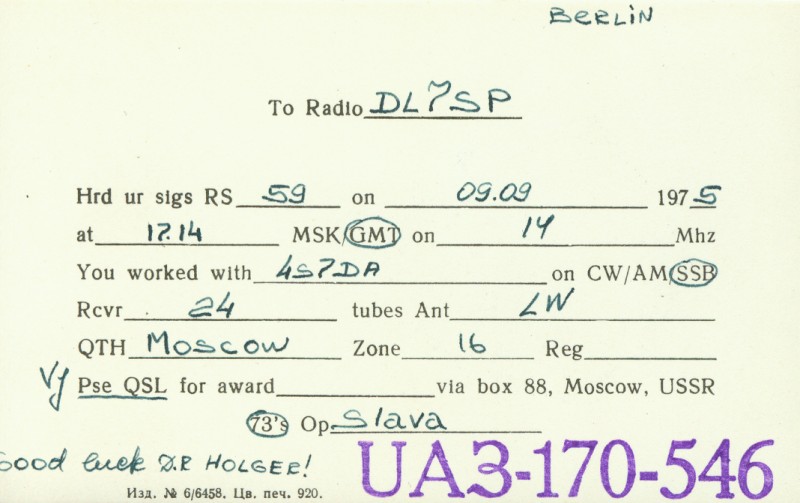 BERLIN
To Radio DL7SP
Hrd ur sigs RS 59 on 09.09 1975
at 17.14 MSK/GMT on 14 Mhz
You worked with 4S7DA on CW/AM/SSB
Rcvr 24 tubes Ant LW
QTH Moscow Zone 16 Reg
Vy Pse QSL for award via box 88, Moscow, USSR
73's Op Slava
Good luck D.R HOLGER!
Изд. № 6/6458. Цв. печ. 920.
UA3-170-546